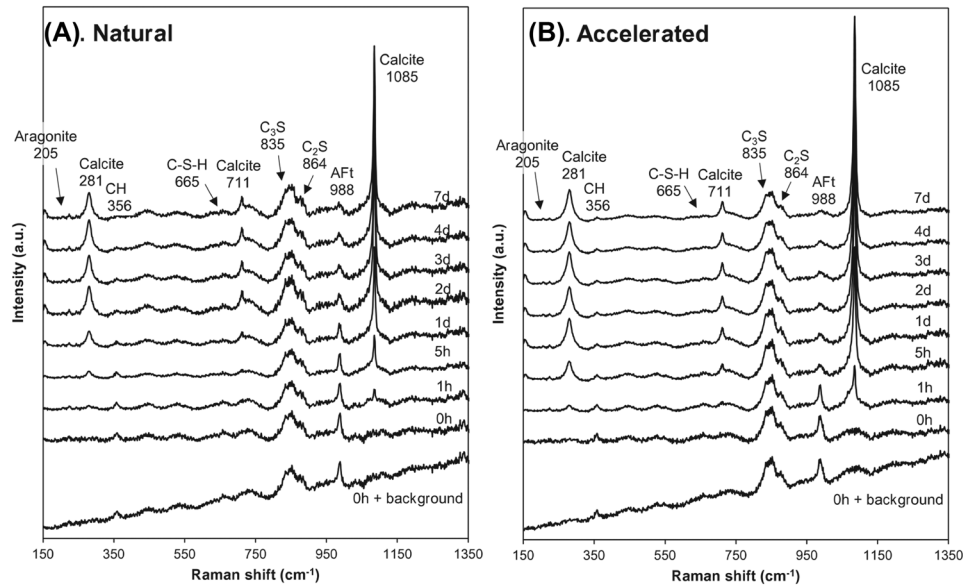 (A). Natural
Calcite
1085
C₃S
835
C₂S
864
AFt
988
Aragonite
205
Calcite
281
CH
356
C-S-H
665
Calcite
711
7d
4d
3d
2d
1d
5h
1h
0h
0h + background
Intensity (a.u.)
150 350 550 750 950 1150 1350
Raman shift (cm⁻¹)
(B). Accelerated
Calcite
1085
C₃S
835
C₂S
864
AFt
988
Aragonite
205
Calcite
281
CH
356
C-S-H
665
Calcite
711
7d
4d
3d
2d
1d
5h
1h
0h
0h + background
Intensity (a.u.)
150 350 550 750 950 1150 1350
Raman shift (cm⁻¹)